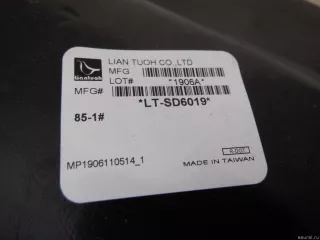 LIAN TUOH CO.,LTD
MFG
LOT#
*1906A*
MFG#
*LT-SD6019*
85-1#
MP1906110514_1
MADE IN TAIWAN